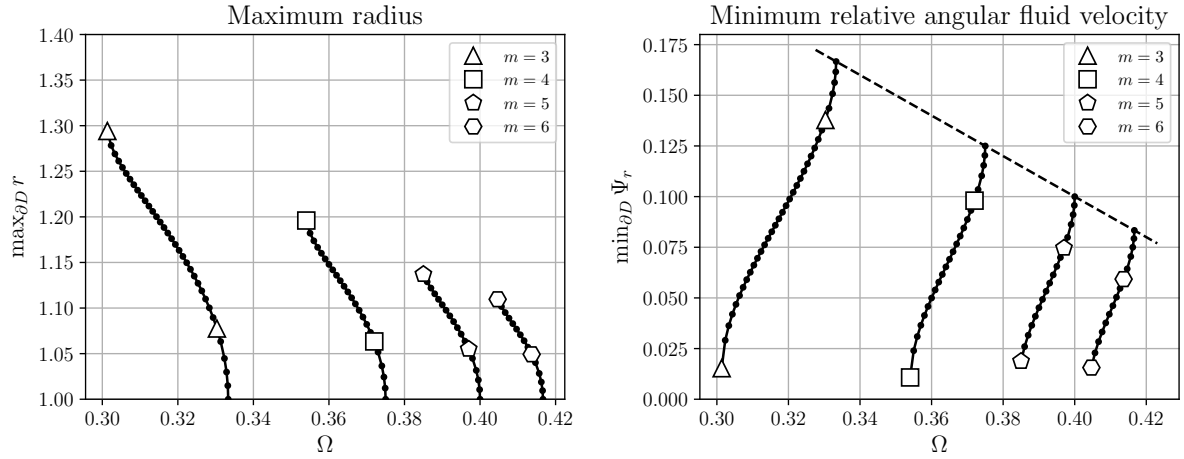 Maximum radius
1.40
1.35
1.30
1.25
1.20
1.15
1.10
1.05
1.00
max∂D r
m = 3
m = 4
m = 5
m = 6
0.30 0.32 0.34 0.36 0.38 0.40 0.42
Ω
Minimum relative angular fluid velocity
0.175
0.150
0.125
0.100
0.075
0.050
0.025
0.000
min∂D Ψr
m = 3
m = 4
m = 5
m = 6
0.30 0.32 0.34 0.36 0.38 0.40 0.42
Ω